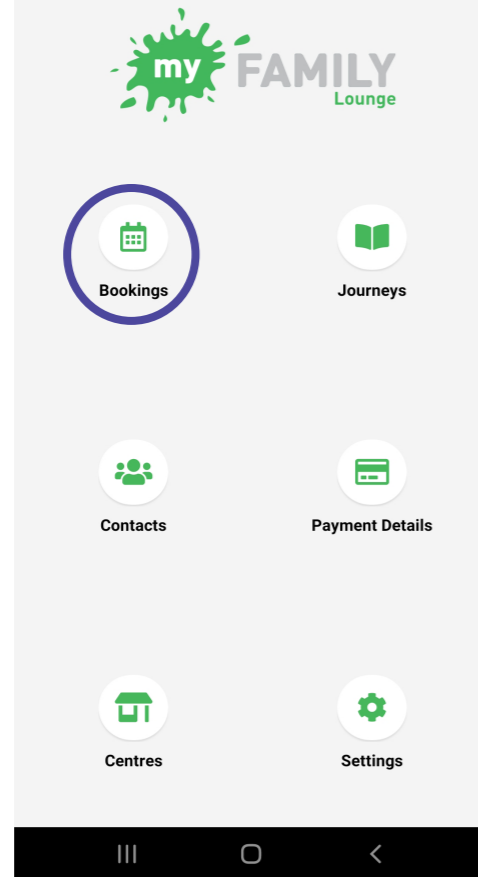 my FAMILY
Lounge
Bookings
Journeys
Contacts
Payment Details
Centres
Settings